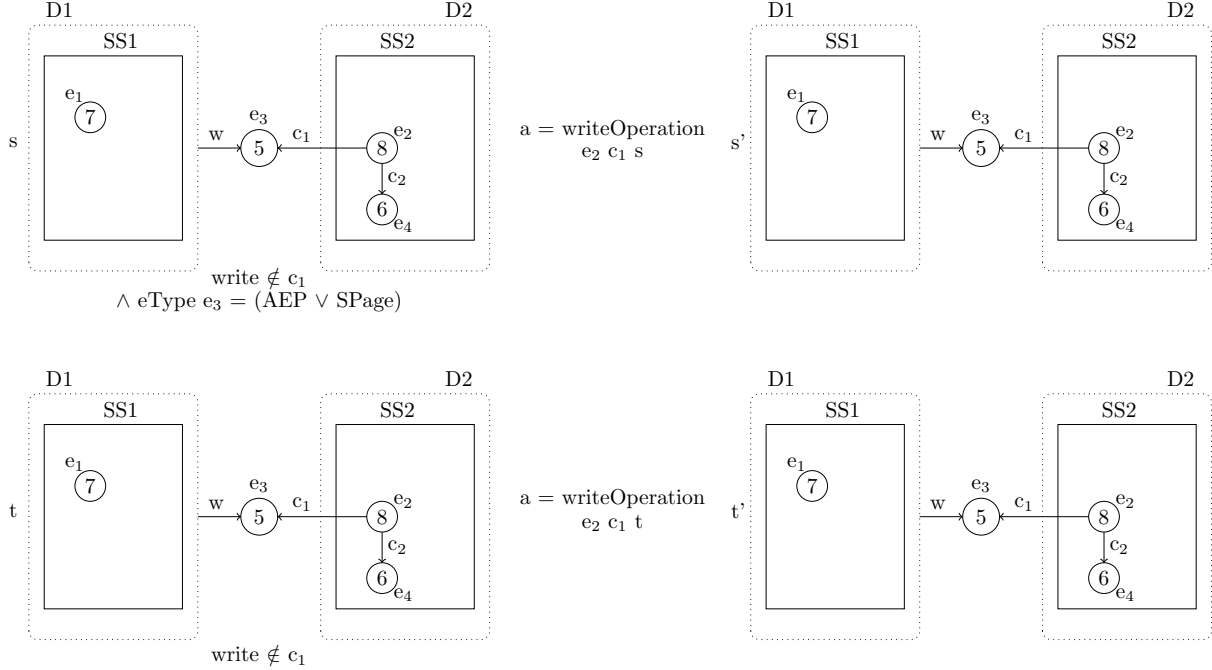 D1 D2 D1 D2
SS1 SS2 SS1 SS2
e₁ 7 e₁ 7
s w e₃ 5 c₁ e₂ 8 a = writeOperation s' w e₃ 5 c₁ e₂ 8
e₂ c₁ s
c₂ c₂
6 e₄ 6 e₄
write ∉ c₁
∧ eType e₃ = (AEP ∨ SPage)
D1 D2 D1 D2
SS1 SS2 SS1 SS2
e₁ 7 e₁ 7
t w e₃ 5 c₁ e₂ 8 a = writeOperation t' w e₃ 5 c₁ e₂ 8
e₂ c₁ t
c₂ c₂
6 e₄ 6 e₄
write ∉ c₁